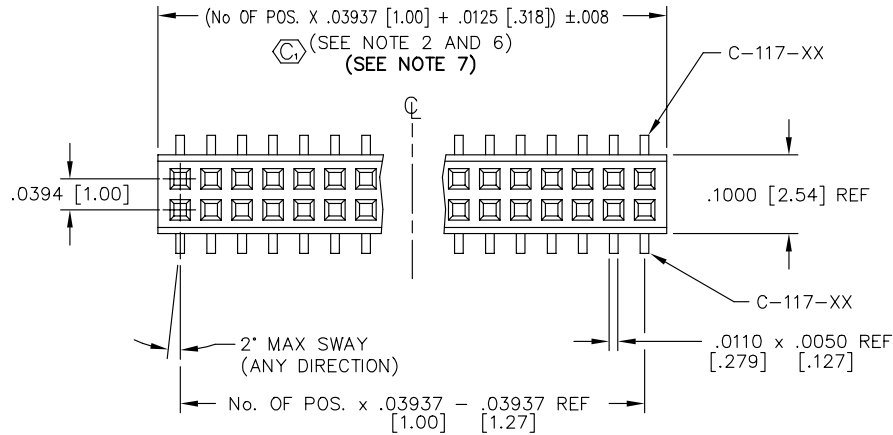 (No OF POS. X .03937 [1.00] + .0125 [.318]) ±.008
C1 (SEE NOTE 2 AND 6)
(SEE NOTE 7)
C-117-XX
CL
.0394 [1.00]
.1000 [2.54] REF
C-117-XX
2° MAX SWAY
(ANY DIRECTION)
.0110 x .0050 REF
[.279] [.127]
No. OF POS. x .03937 - .03937 REF
[1.00] [1.27]